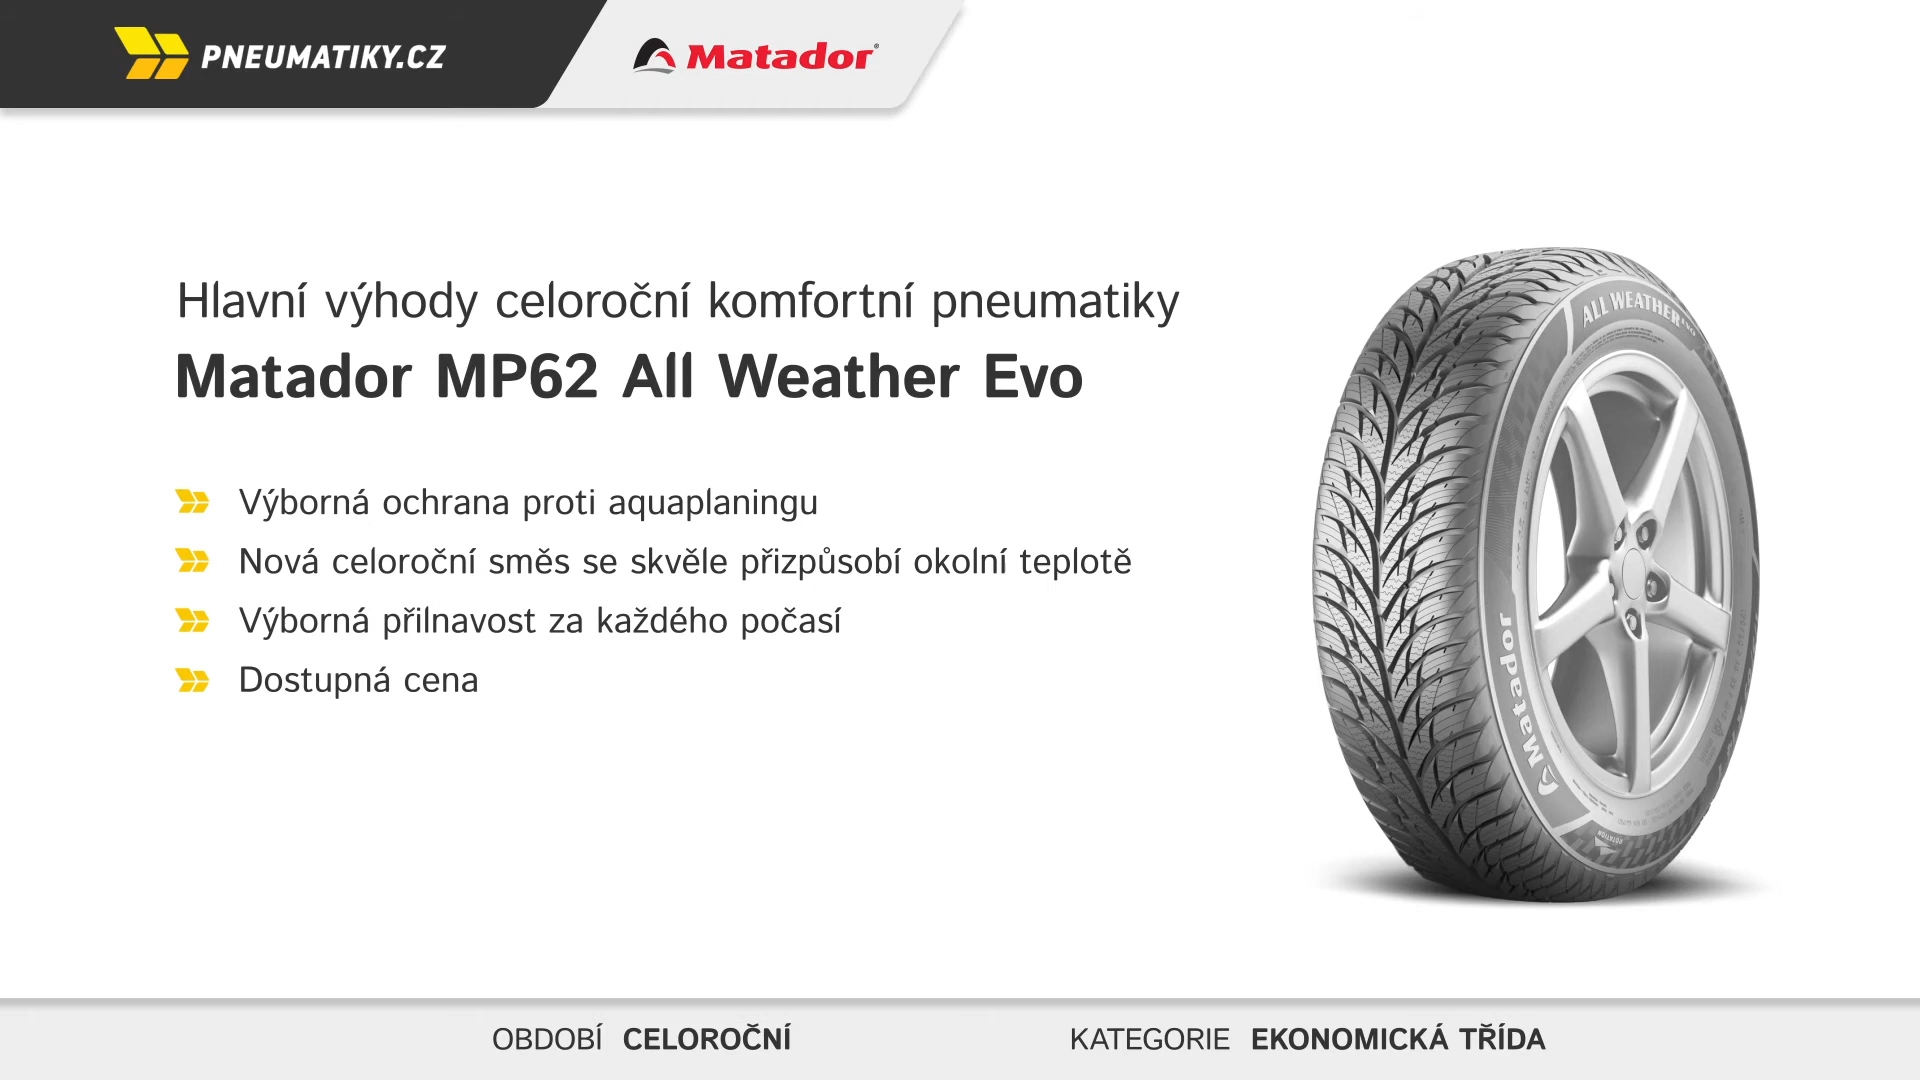 PNEUMATIKY.CZ
Matador
Hlavní výhody celoroční komfortní pneumatiky
Matador MP62 All Weather Evo
Výborná ochrana proti aquaplaningu
Nová celoroční směs se skvěle přizpůsobí okolní teplotě
Výborná přilnavost za každého počasí
Dostupná cena
ALL WEATHER EVO
Matador
ROTATION
OBDOBÍ CELOROČNÍ
KATEGORIE EKONOMICKÁ TŘÍDA